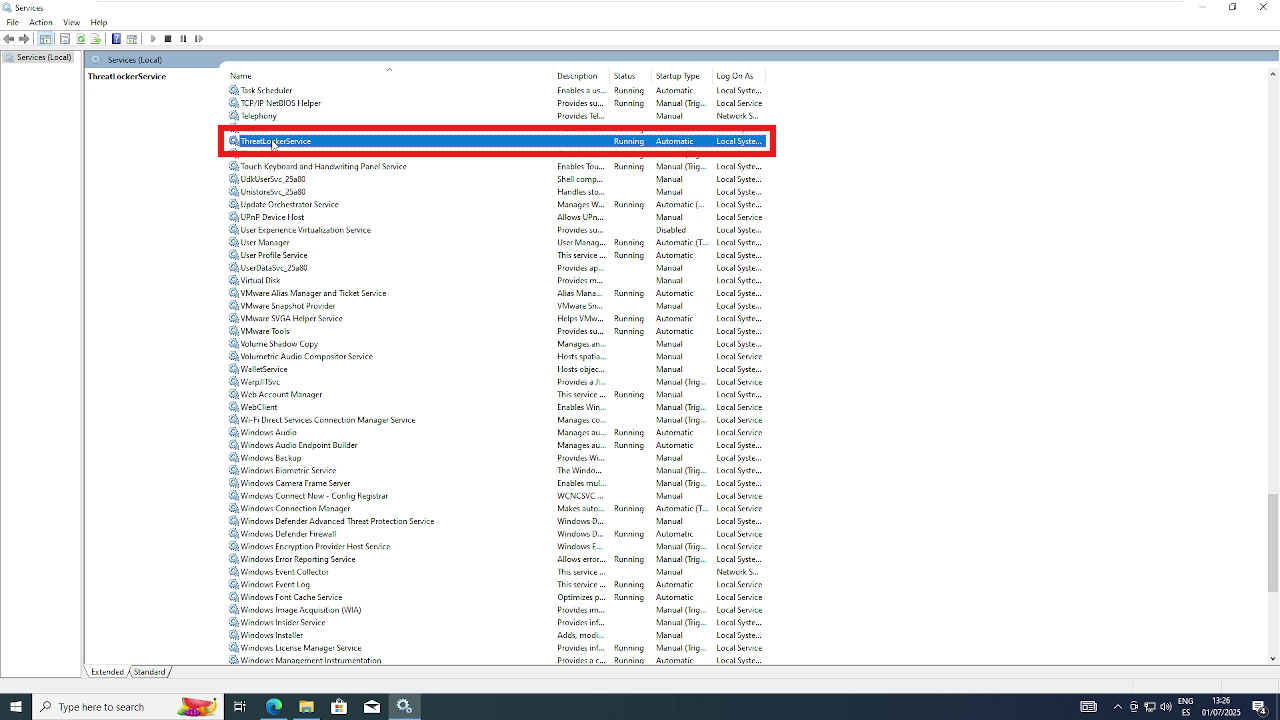 Services
File Action View Help
Services (Local)
Services (Local)
ThreatLockerService
Name Description Status Startup Type Log On As
Task Scheduler Enables a us... Running Automatic Local Syste...
TCP/IP NetBIOS Helper Provides su... Running Manual (Trig... Local Service
Telephony Provides Tel... Manual Network S...
ThreatLockerService Running Automatic Local Syste...
Touch Keyboard and Handwriting Panel Service Enables Tou... Running Manual (Trig... Local Syste...
UdkUserSvc_25a80 Shell comp... Manual Local Syste...
UnistoreSvc_25a80 Handles sto... Manual Local Syste...
Update Orchestrator Service Manages W... Running Automatic (... Local Syste...
UPnP Device Host Allows UPn... Manual Local Service
User Experience Virtualization Service Provides su... Disabled Local Syste...
User Manager User Manag... Running Automatic (T... Local Syste...
User Profile Service This service ... Running Automatic Local Syste...
UserDataSvc_25a80 Provides ap... Manual Local Syste...
Virtual Disk Provides m... Manual Local Syste...
VMware Alias Manager and Ticket Service Alias Mana... Running Automatic Local Syste...
VMware Snapshot Provider VMware Sn... Manual Local Syste...
VMware SVGA Helper Service Helps VMw... Running Automatic Local Syste...
VMware Tools Provides su... Running Automatic Local Syste...
Volume Shadow Copy Manages an... Manual Local Syste...
Volumetric Audio Compositor Service Hosts spatia... Manual Local Service
WalletService Hosts objec... Manual Local Syste...
WarpJITSvc Provides a JI... Manual (Trig... Local Service
Web Account Manager This service ... Running Manual Local Syste...
WebClient Enables Win... Manual (Trig... Local Service
Wi-Fi Direct Services Connection Manager Service Manages co... Manual (Trig... Local Service
Windows Audio Manages au... Running Automatic Local Service
Windows Audio Endpoint Builder Manages au... Running Automatic Local Syste...
Windows Backup Provides Wi... Manual Local Syste...
Windows Biometric Service The Windo... Manual (Trig... Local Syste...
Windows Camera Frame Server Enables mul... Manual (Trig... Local Service
Windows Connect Now - Config Registrar WCNCSVC ... Manual Local Service
Windows Connection Manager Makes auto... Running Automatic (T... Local Service
Windows Defender Advanced Threat Protection Service Windows D... Manual Local Syste...
Windows Defender Firewall Windows D... Running Automatic Local Service
Windows Encryption Provider Host Service Windows E... Manual (Trig... Local Service
Windows Error Reporting Service Allows error... Running Manual (Trig... Local Syste...
Windows Event Collector This service ... Manual Network S...
Windows Event Log This service ... Running Automatic Local Service
Windows Font Cache Service Optimizes p... Running Automatic Local Service
Windows Image Acquisition (WIA) Provides im... Manual (Trig... Local Service
Windows Insider Service Provides inf... Manual (Trig... Local Syste...
Windows Installer Adds, modi... Manual Local Syste...
Windows License Manager Service Provides inf... Running Manual (Trig... Local Service
Windows Management Instrumentation Provides a c... Running Automatic Local Syste...
Extended Standard
Type here to search
ENG 13:26
ES 01/07/2025